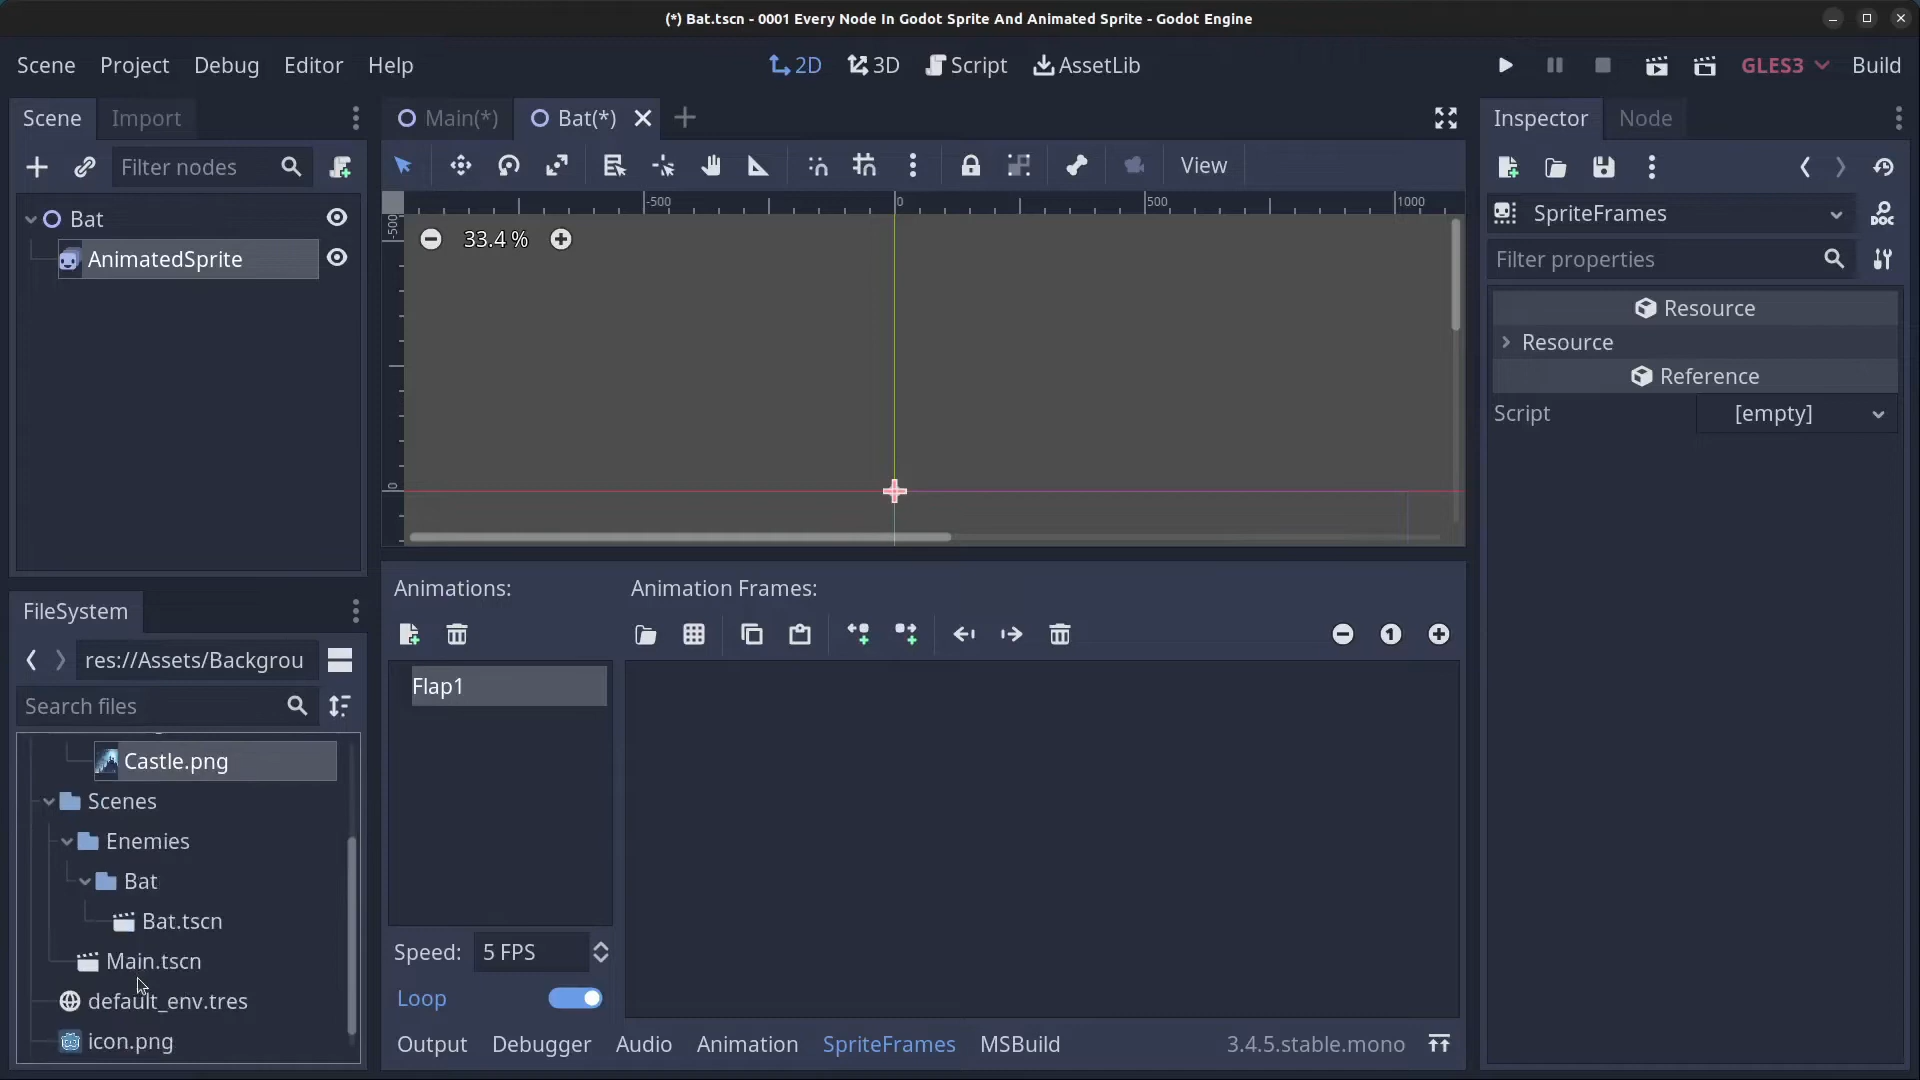 (*) Bat.tscn - 0001 Every Node In Godot Sprite And Animated Sprite - Godot Engine
Scene Project Debug Editor Help
2D 3D Script AssetLib
GLES3 Build
Scene Import
Filter nodes
Bat
AnimatedSprite
Main(*) Bat(*)
View
-500 0 500 1000
-500
0
33.4 %
Inspector Node
SpriteFrames
DOC
Filter properties
Resource
Resource
Reference
Script [empty]
FileSystem
res://Assets/Backgrou
Search files
Castle.png
Scenes
Enemies
Bat
Bat.tscn
Main.tscn
default_env.tres
icon.png
Animations:
Flap1
Speed: 5 FPS
Loop
Animation Frames:
1
Output Debugger Audio Animation SpriteFrames MSBuild 3.4.5.stable.mono